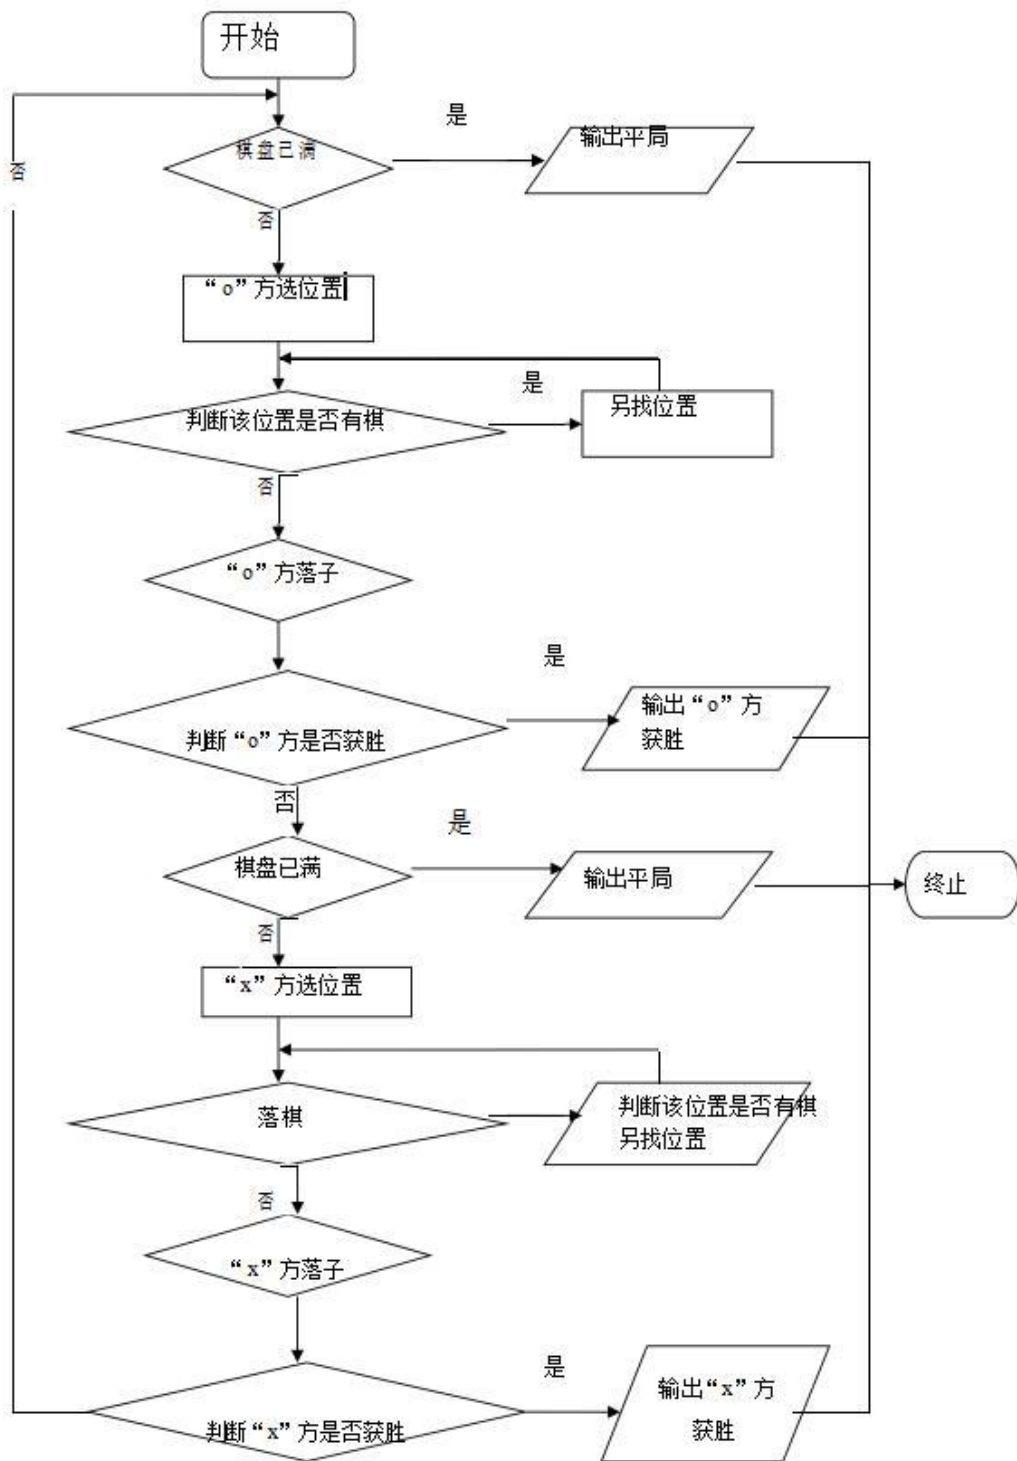 开始
是
棋盘已满
输出平局
否
否
“o”方选位置
是
判断该位置是否有棋
另找位置
否
“o”方落子
是
判断“o”方是否获胜
输出“o”方
获胜
否
是
棋盘已满
输出平局
终止
否
“x”方选位置
落棋
判断该位置是否有棋
另找位置
否
“x”方落子
是
判断“x”方是否获胜
输出“x”方
获胜